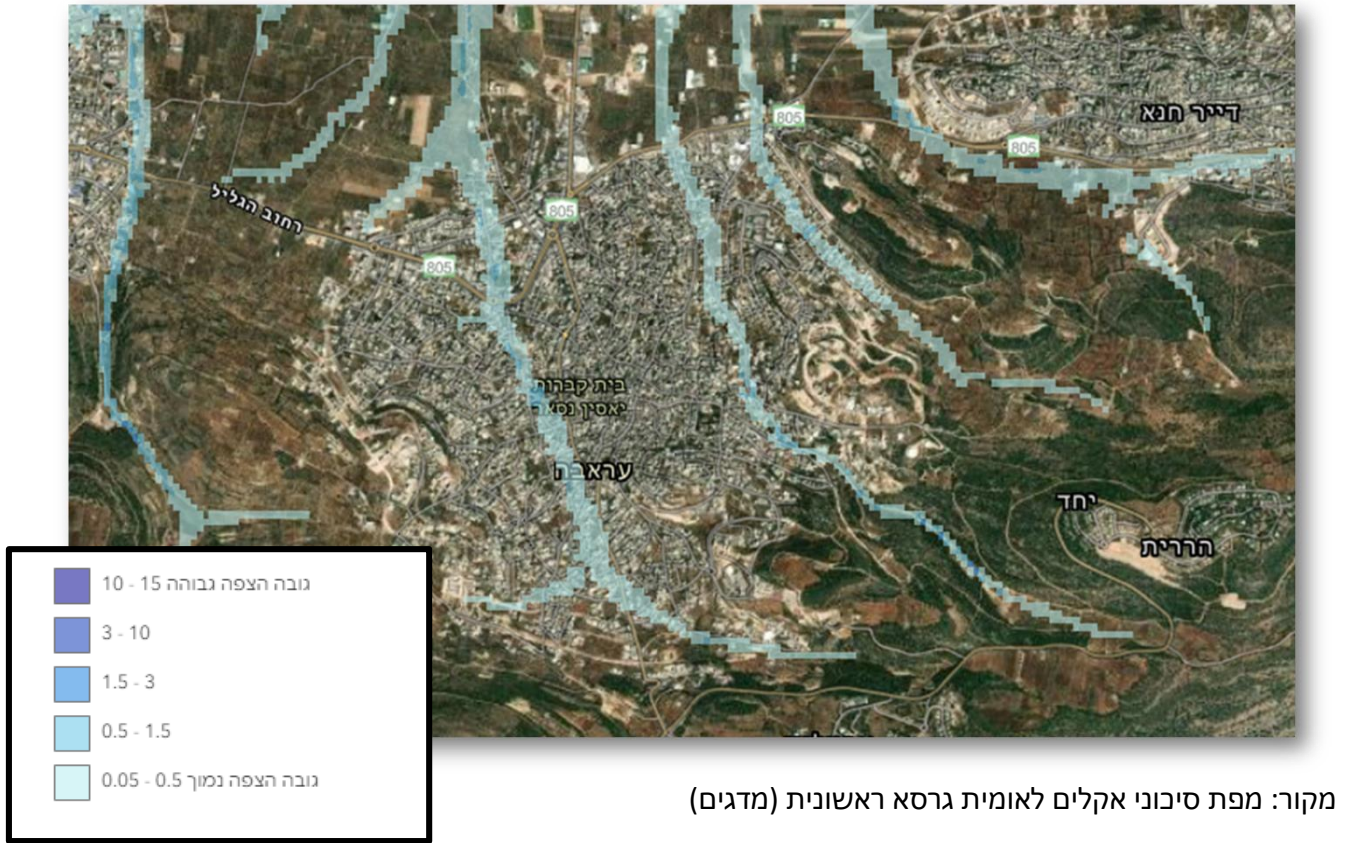 דייר חנא
805
805
רחוב הגליל
805
805
בית קברות
יאסין נסאר
עראבה
יחד
הררית
גובה הצפה גבוהה 15 - 10
3 - 10
1.5 - 3
0.5 - 1.5
גובה הצפה נמוך 0.5 - 0.05
מקור: מפת סיכוני אקלים לאומית גרסא ראשונית (מדגים)